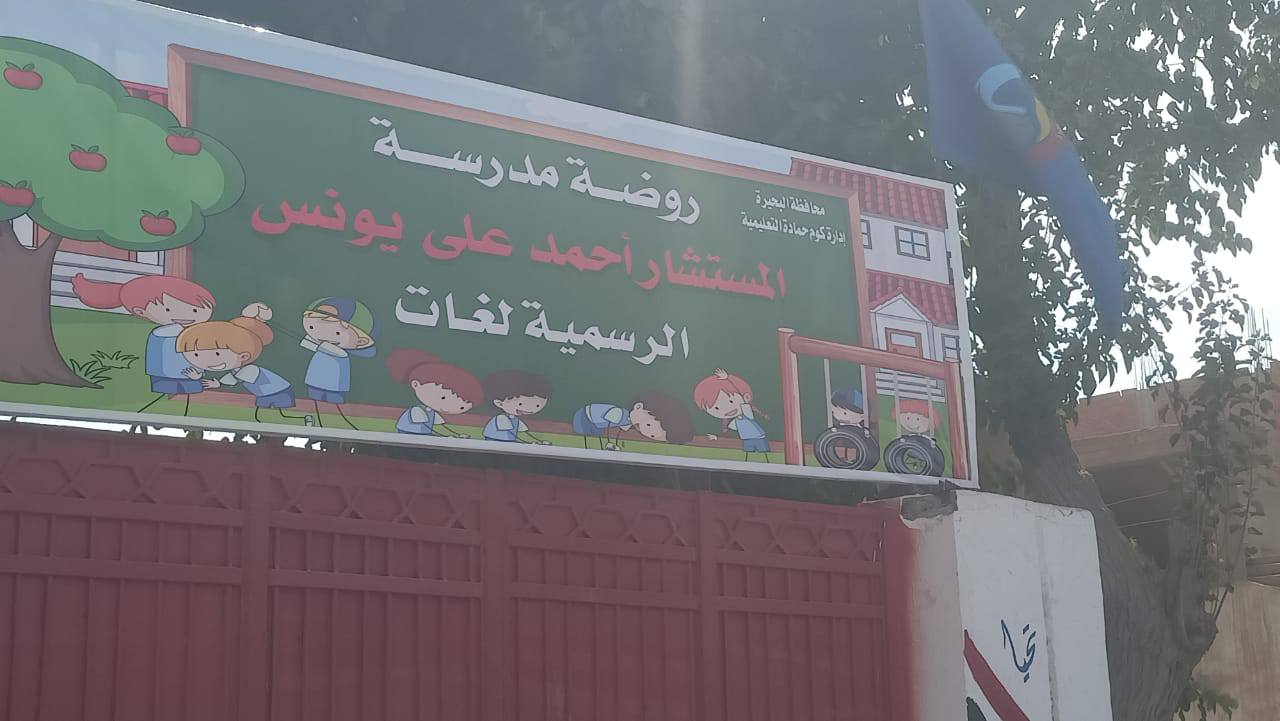 محافظة البحيرة
إدارة كوم حمادة التعليمية
روضة مدرسة
المستشار أحمد على يونس
الرسمية لغات
تحيا